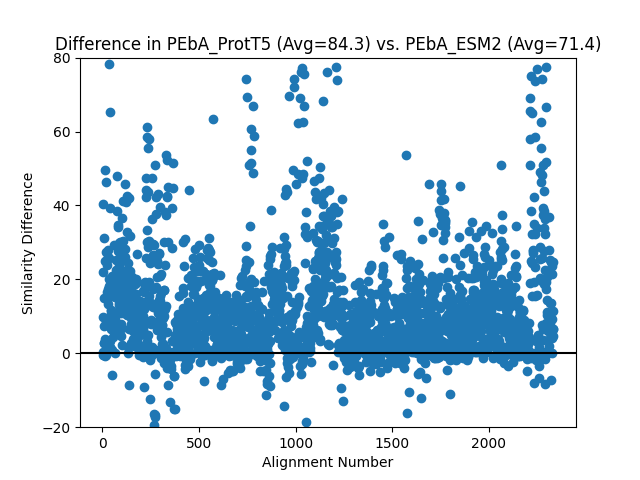 Difference in PEbA_ProtT5 (Avg=84.3) vs. PEbA_ESM2 (Avg=71.4)
80
60
40
20
0
−20
Similarity Difference
0 500 1000 1500 2000
Alignment Number